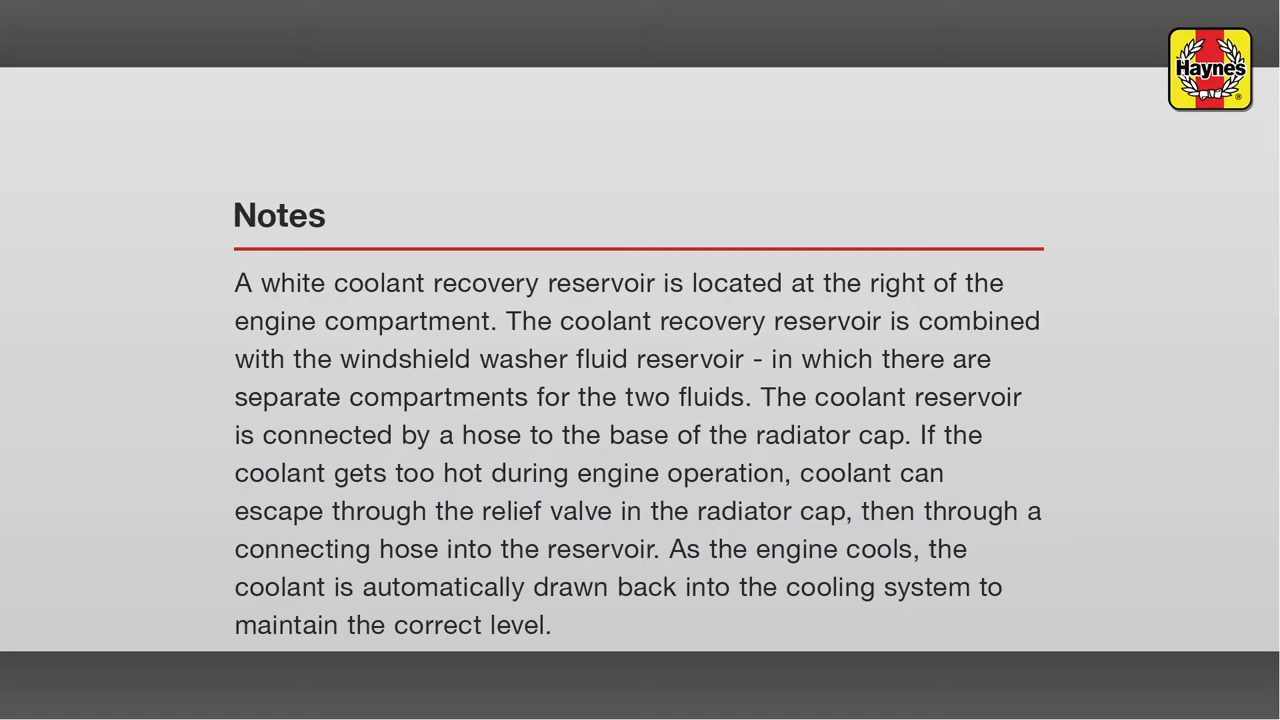 Haynes
®
Notes
A white coolant recovery reservoir is located at the right of the
engine compartment. The coolant recovery reservoir is combined
with the windshield washer fluid reservoir - in which there are
separate compartments for the two fluids. The coolant reservoir
is connected by a hose to the base of the radiator cap. If the
coolant gets too hot during engine operation, coolant can
escape through the relief valve in the radiator cap, then through a
connecting hose into the reservoir. As the engine cools, the
coolant is automatically drawn back into the cooling system to
maintain the correct level.